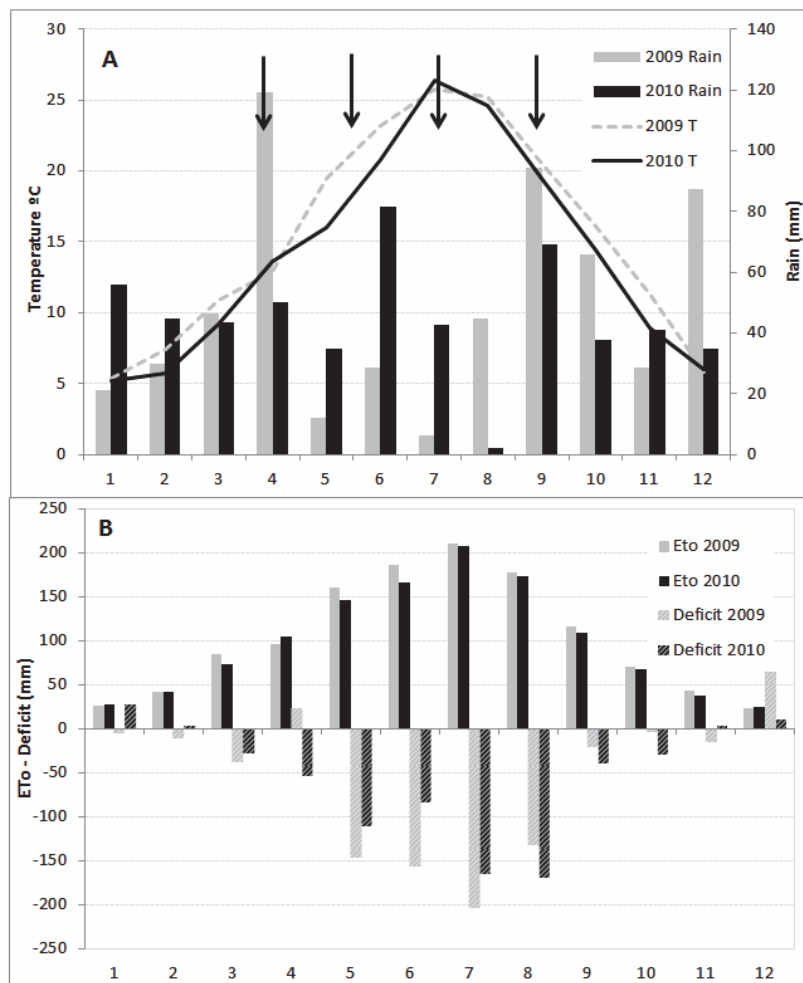 A
2009 Rain
2010 Rain
2009 T
2010 T
Temperature ºC
Rain (mm)
30
25
20
15
10
5
0
140
120
100
80
60
40
20
0
1 2 3 4 5 6 7 8 9 10 11 12
B
Eto 2009
Eto 2010
Deficit 2009
Deficit 2010
ETo - Deficit (mm)
250
200
150
100
50
0
-50
-100
-150
-200
-250
1 2 3 4 5 6 7 8 9 10 11 12